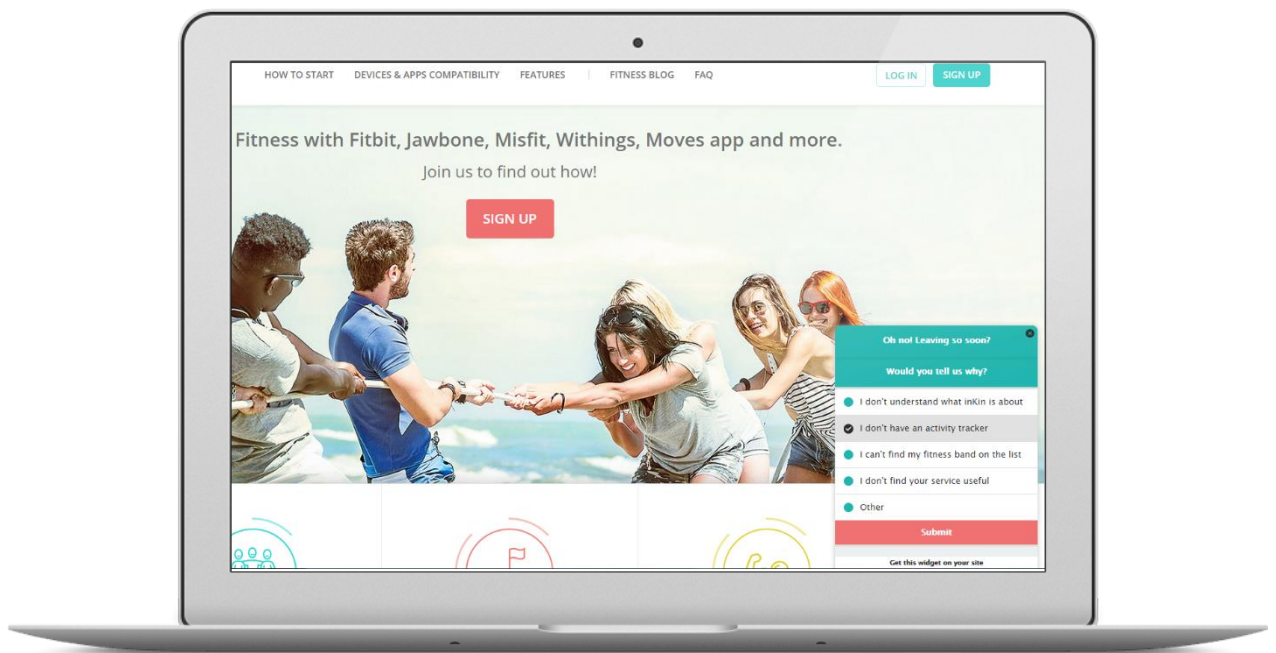 HOW TO START DEVICES & APPS COMPATIBILITY FEATURES | FITNESS BLOG FAQ LOG IN SIGN UP
Fitness with Fitbit, Jawbone, Misfit, Withings, Moves app and more.
Join us to find out how!
SIGN UP
Oh no! Leaving so soon?
Would you tell us why?
I don't understand what inKin is about
I don't have an activity tracker
I can't find my fitness band on the list
I don't find your service useful
Other
Submit
Get this widget on your site